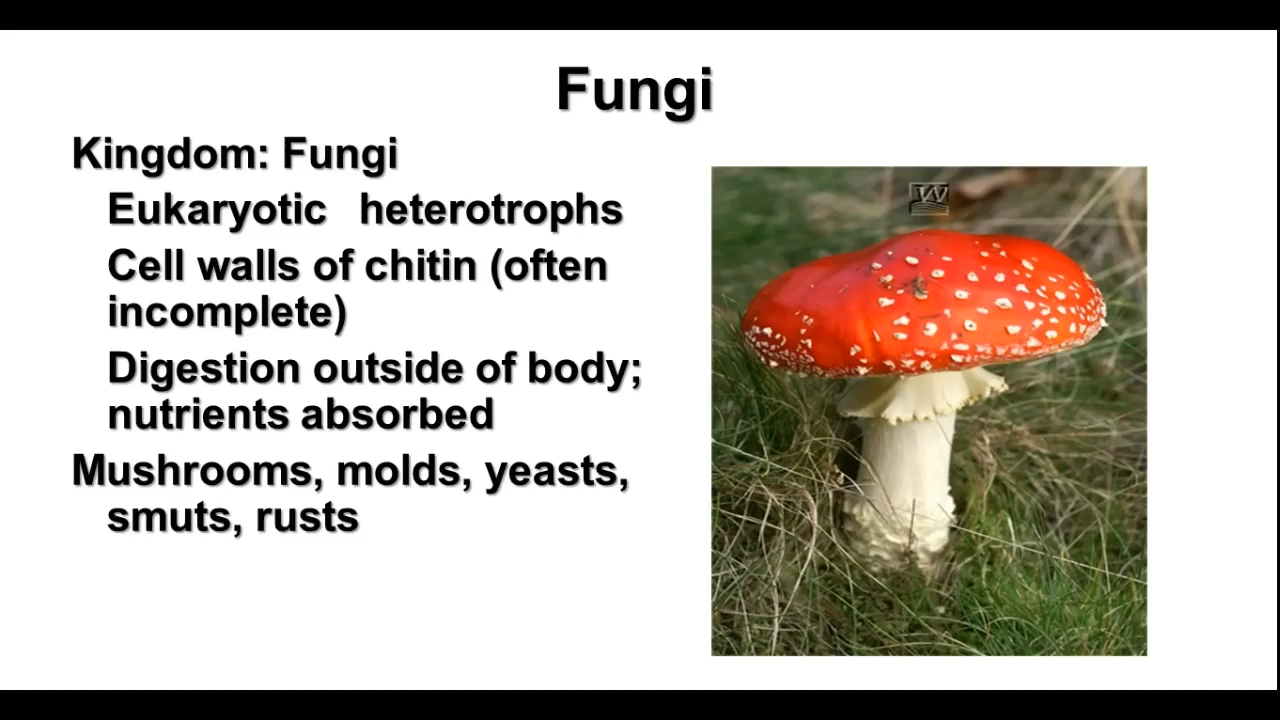 Fungi
Kingdom: Fungi
Eukaryotic heterotrophs
Cell walls of chitin (often
incomplete)
Digestion outside of body;
nutrients absorbed
Mushrooms, molds, yeasts,
smuts, rusts
W